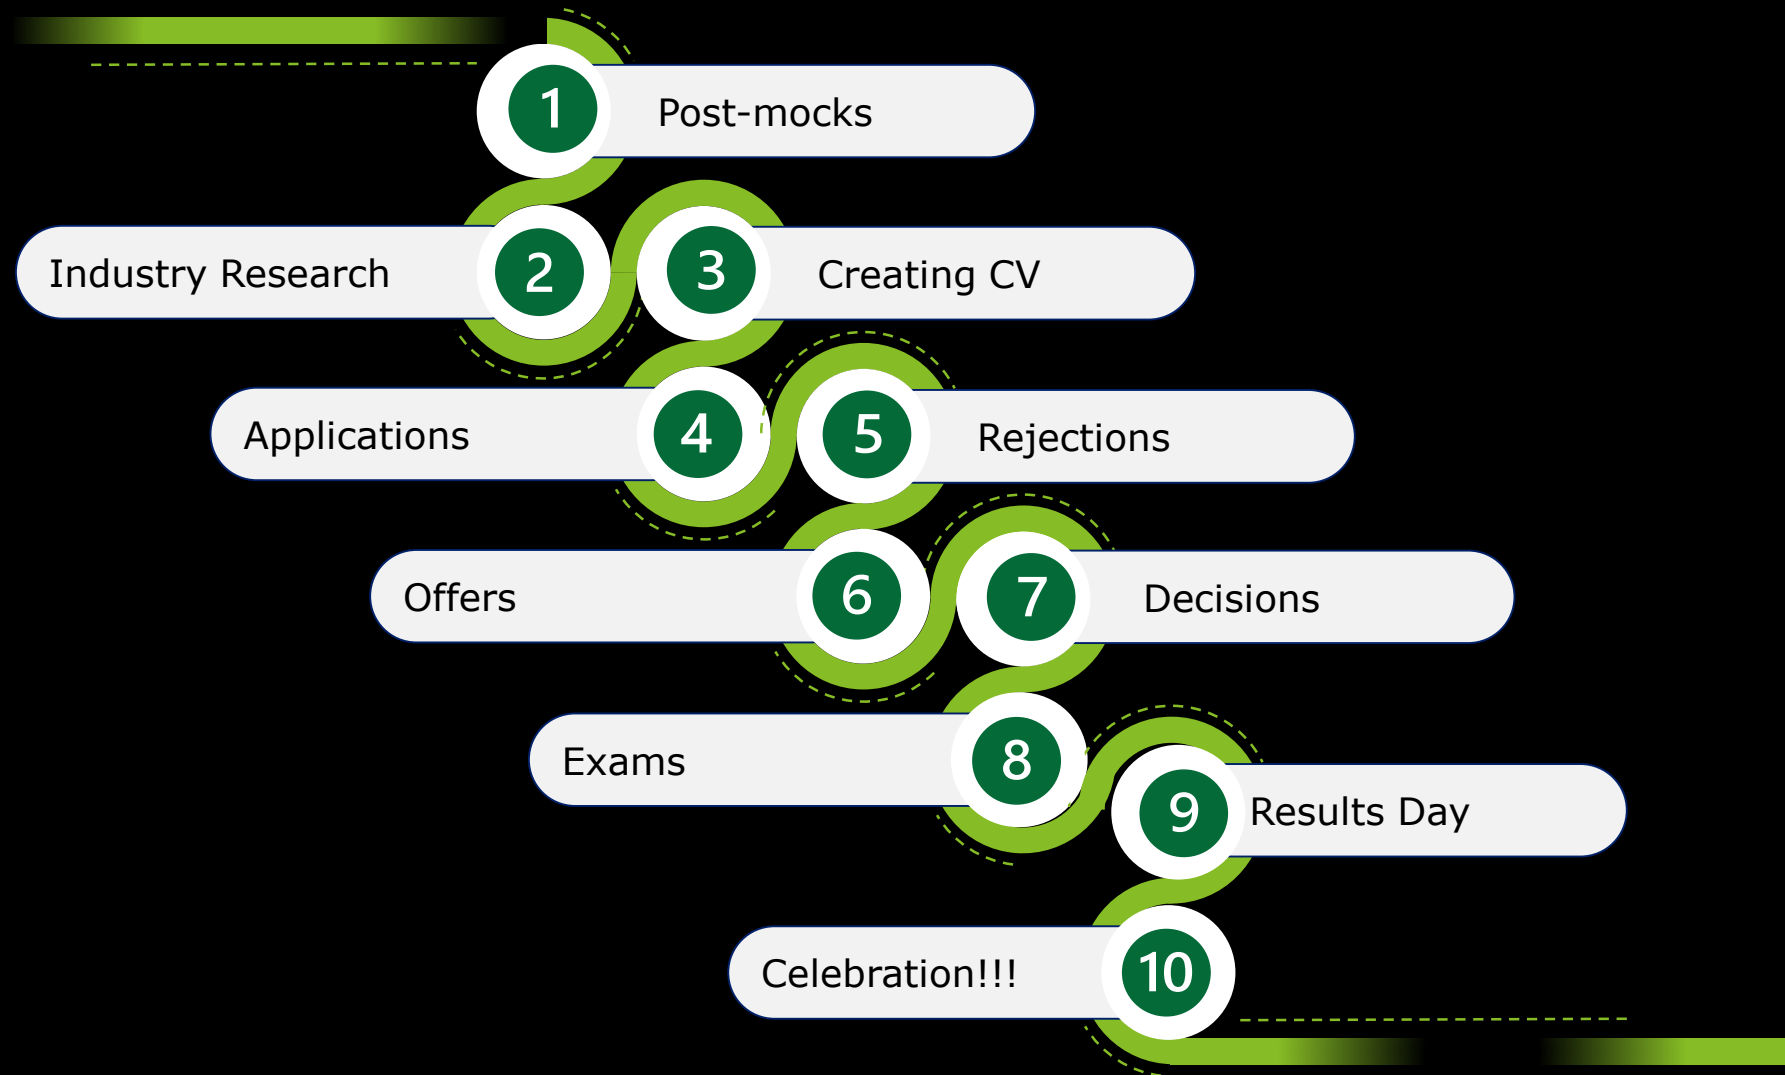 1 Post-mocks
Industry Research 2
3 Creating CV
Applications 4
5 Rejections
Offers 6
7 Decisions
Exams 8
9 Results Day
Celebration!!! 10